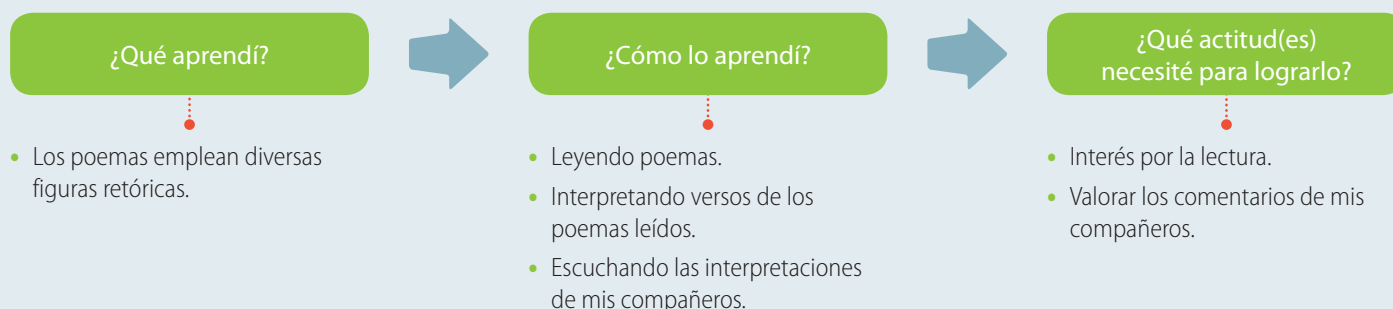 ¿Qué aprendí?
• Los poemas emplean diversas
figuras retóricas.
¿Cómo lo aprendí?
• Leyendo poemas.
• Interpretando versos de los
poemas leídos.
• Escuchando las interpretaciones
de mis compañeros.
¿Qué actitud(es)
necesité para lograrlo?
• Interés por la lectura.
• Valorar los comentarios de mis
compañeros.